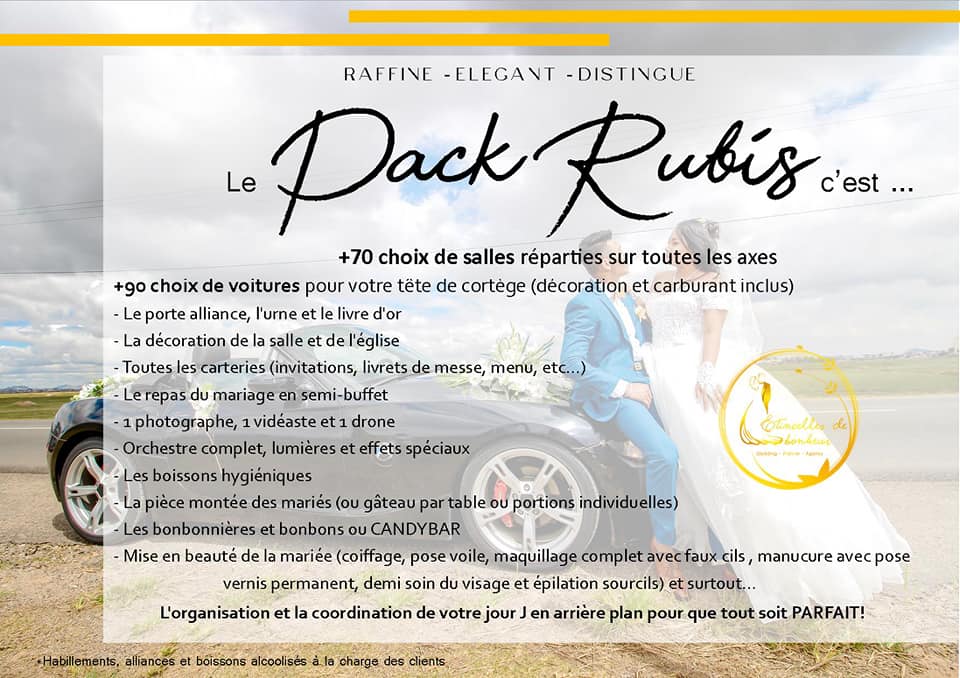 RAFFINE -ELEGANT -DISTINGUE
Le Pack Rubis c'est ...
+70 choix de salles réparties sur toutes les axes
+90 choix de voitures pour votre tête de cortège (décoration et carburant inclus)
- Le porte alliance, l'urne et le livre d'or
- La décoration de la salle et de l'église
- Toutes les carteries (invitations, livrets de messe, menu, etc...)
- Le repas du mariage en semi-buffet
- 1 photographe, 1 vidéaste et 1 drone
- Orchestre complet, lumières et effets spéciaux
- Les boissons hygiéniques
- La pièce montée des mariés (ou gâteau par table ou portions individuelles)
- Les bonbonnières et bonbons ou CANDYBAR
- Mise en beauté de la mariée (coiffage, pose voile, maquillage complet avec faux cils , manucure avec pose
vernis permanent, demi soin du visage et épilation sourcils) et surtout...
L'organisation et la coordination de votre jour J en arrière plan pour que tout soit PARFAIT!
Etincelles de
bonheur
Wedding - Planner - Agency
*Habillements, alliances et boissons alcoolisés à la charge des clients